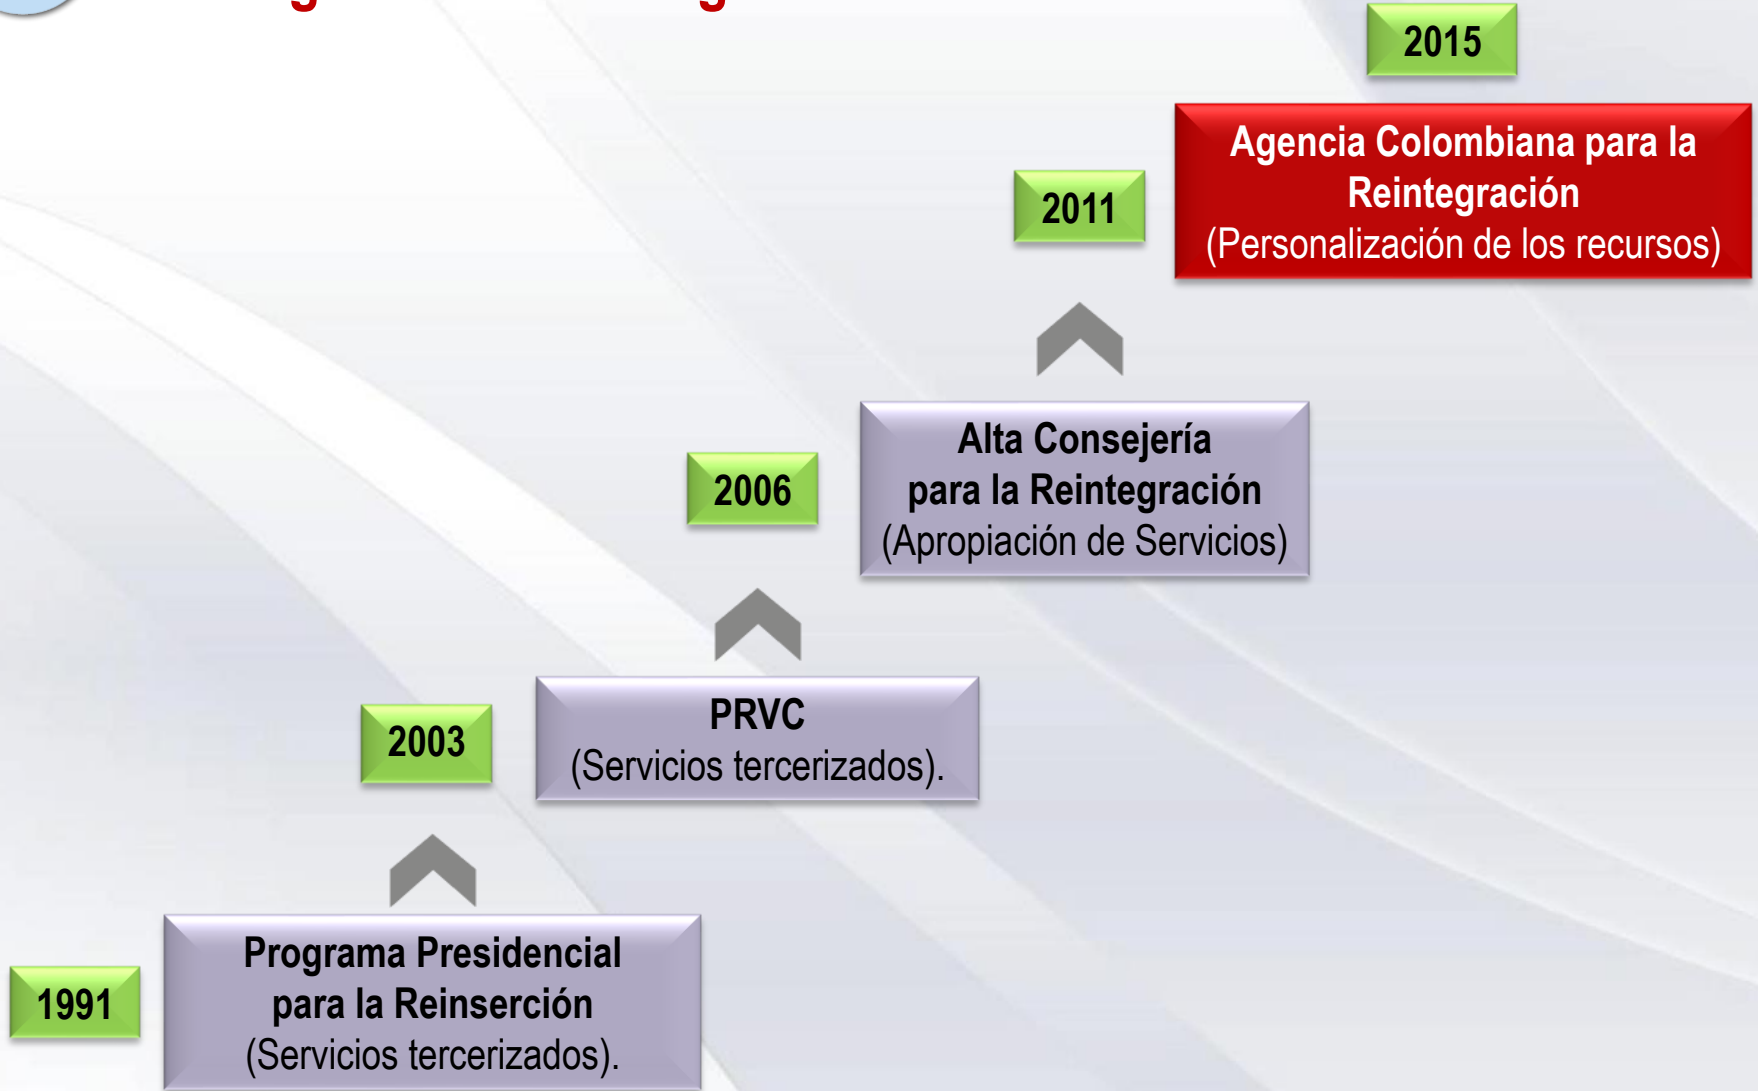 2015
Agencia Colombiana para la
Reintegración
(Personalización de los recursos)
2011
Alta Consejería
para la Reintegración
(Apropiación de Servicios)
2006
PRVC
(Servicios tercerizados).
2003
Programa Presidencial
para la Reinserción
(Servicios tercerizados).
1991